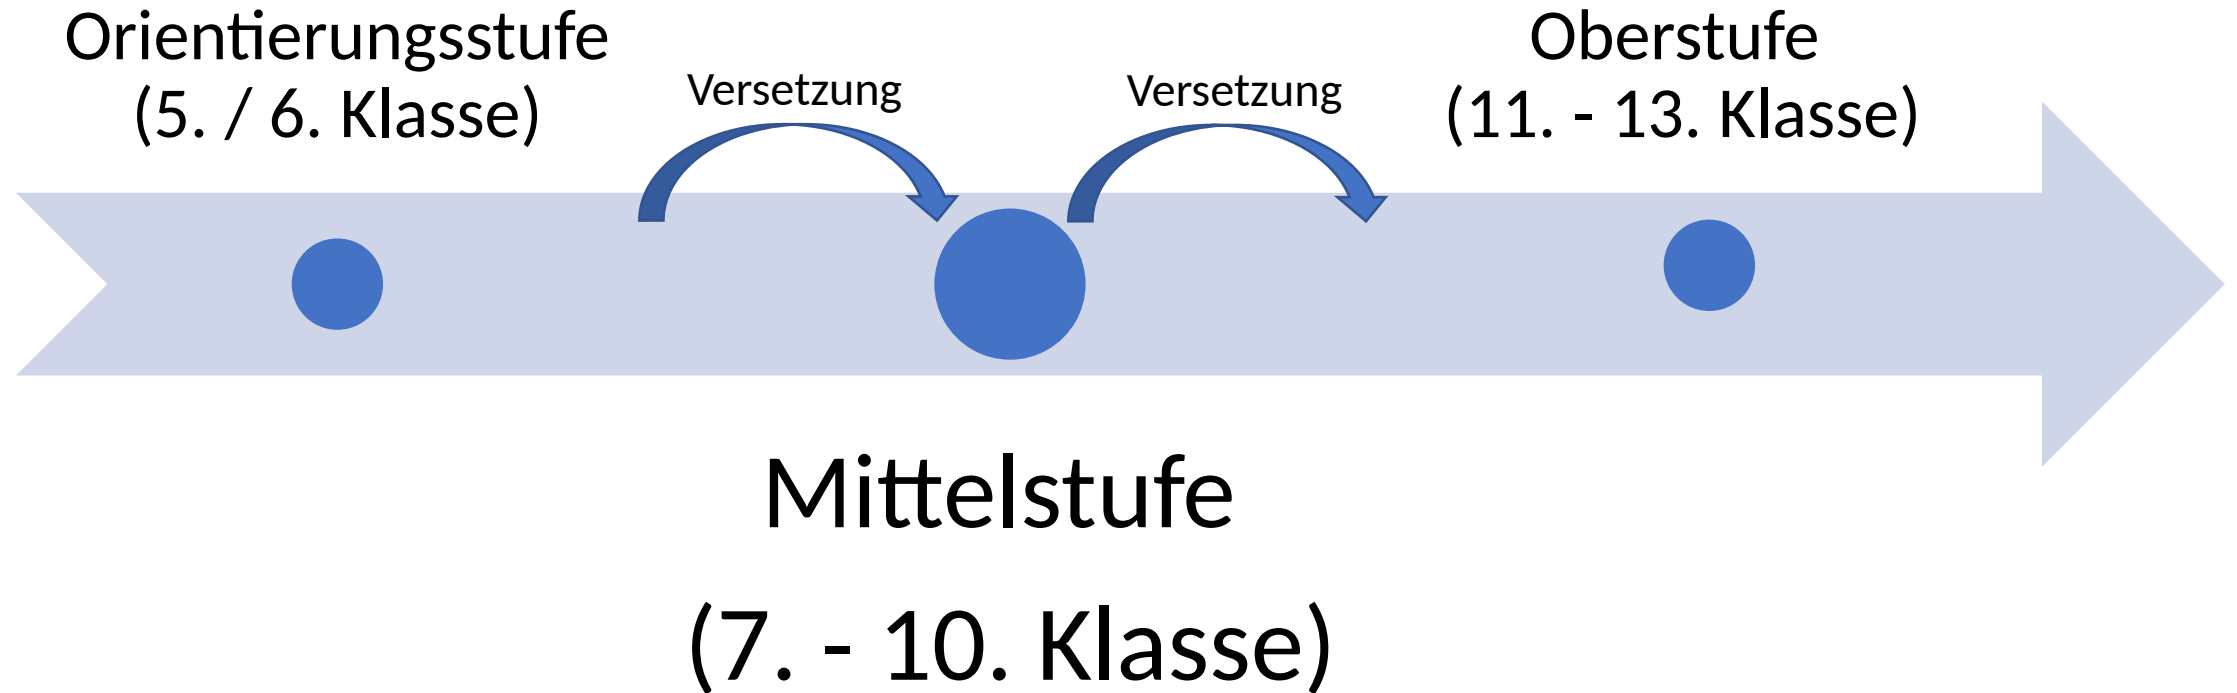 Orientierungsstufe
(5. / 6. Klasse)
Versetzung
Versetzung
Oberstufe
(11. - 13. Klasse)
Mittelstufe
(7. - 10. Klasse)